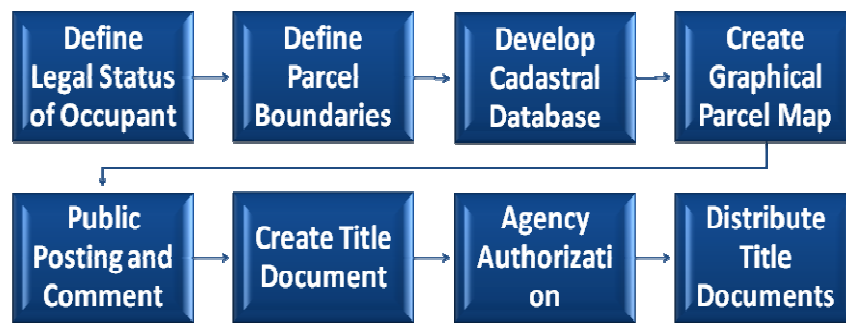 Define
Legal Status
of Occupant
Define
Parcel
Boundaries
Develop
Cadastral
Database
Create
Graphical
Parcel Map
Public
Posting and
Comment
Create Title
Document
Agency
Authorizati
on
Distribute
Title
Documents